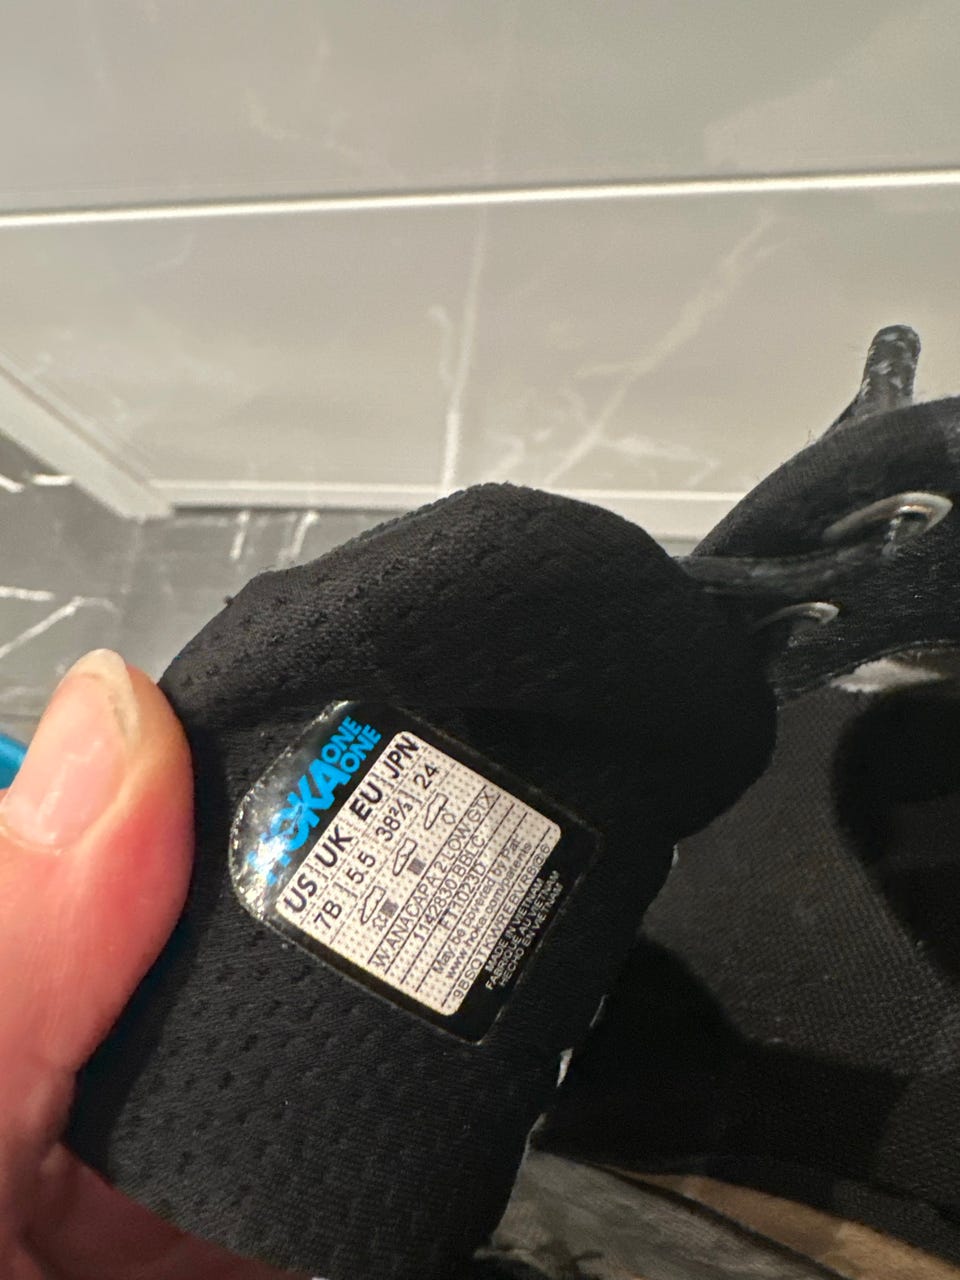 HOKA ONE ONE
US UK EU JPN
7B 5.5 38⅔ 24
W ANACAPA 2 LOW GTX
1142890 BBLC
F11023D
May be covered by Pat.
www.hoka.com/patents
MADE IN VIETNAM
FABRIQUÉ AU VIETNAM
HECHO EN VIETNAM